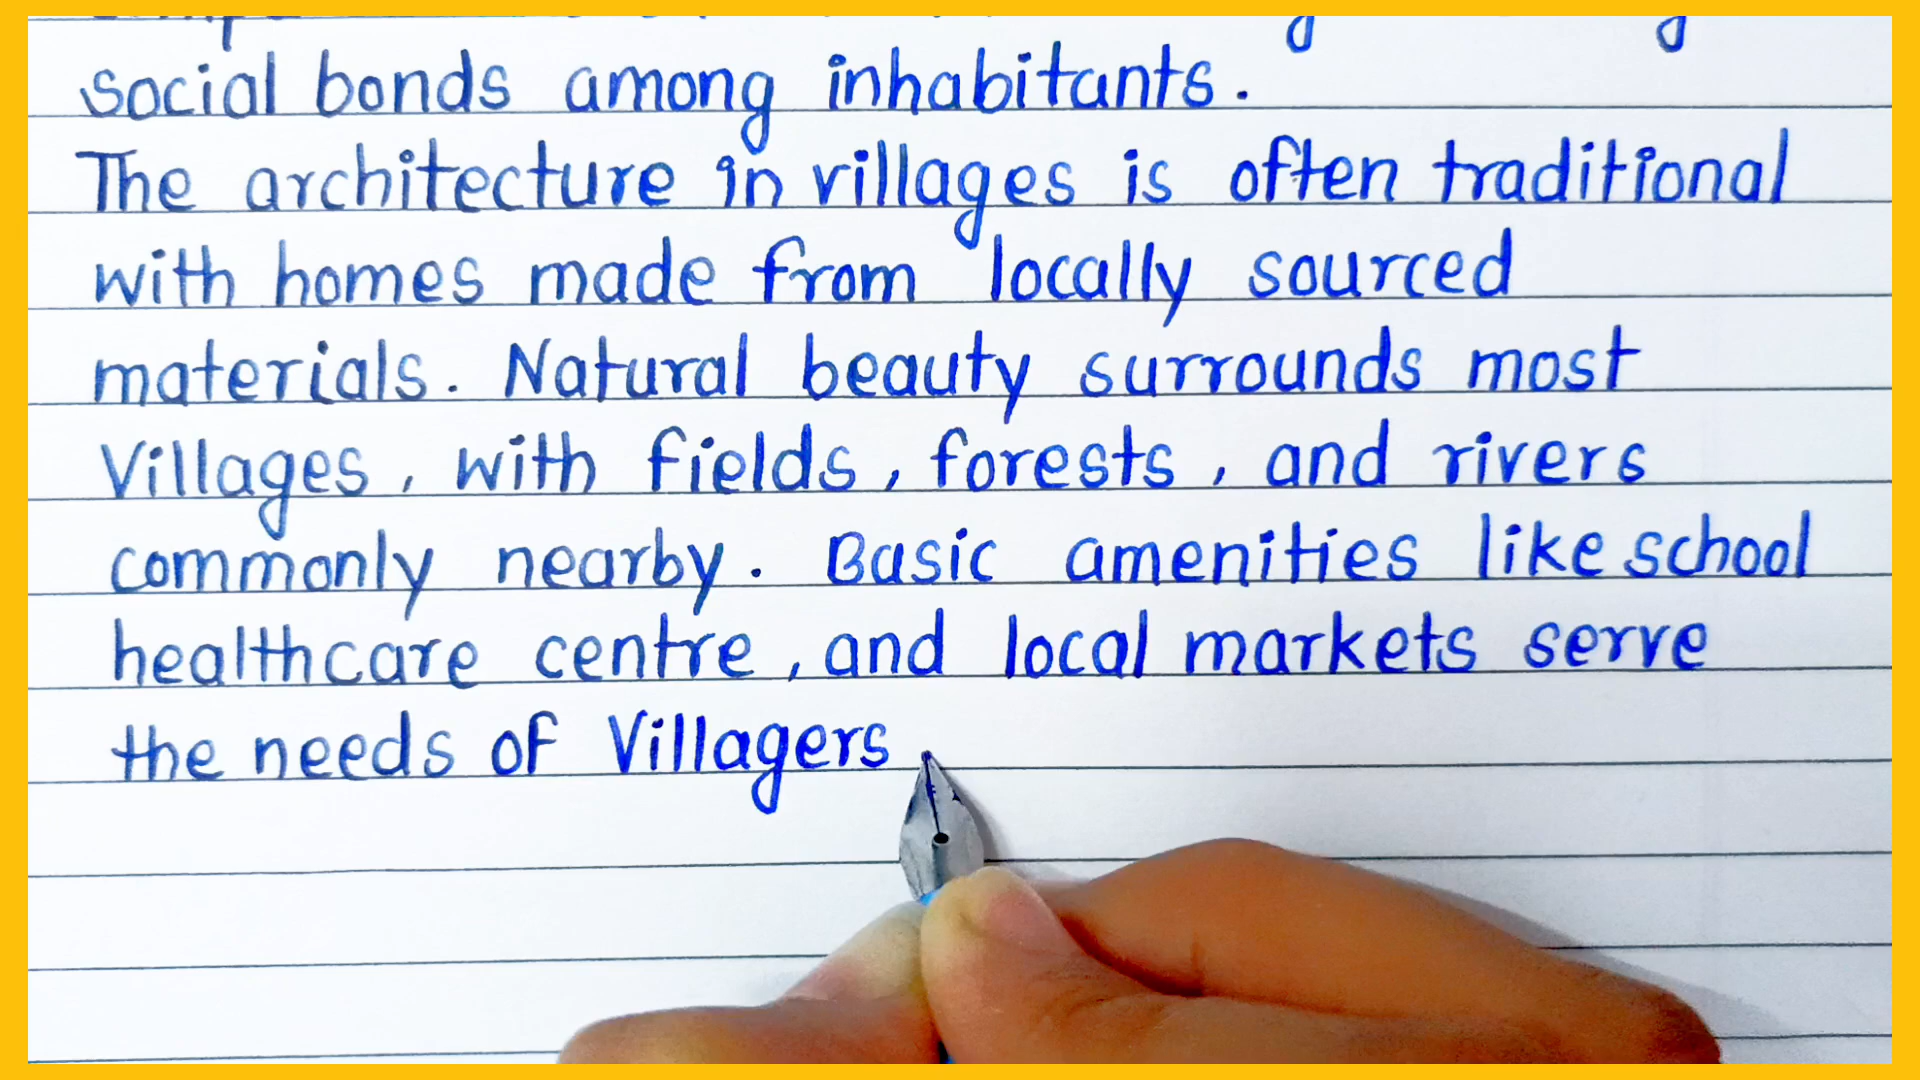 social bonds among inhabitants.
The architecture in villages is often traditional
with homes made from locally sourced
materials. Natural beauty surrounds most
Villages, with fields, forests, and rivers
commonly nearby. Basic amenities like school
healthcare centre, and local markets serve
the needs of Villagers